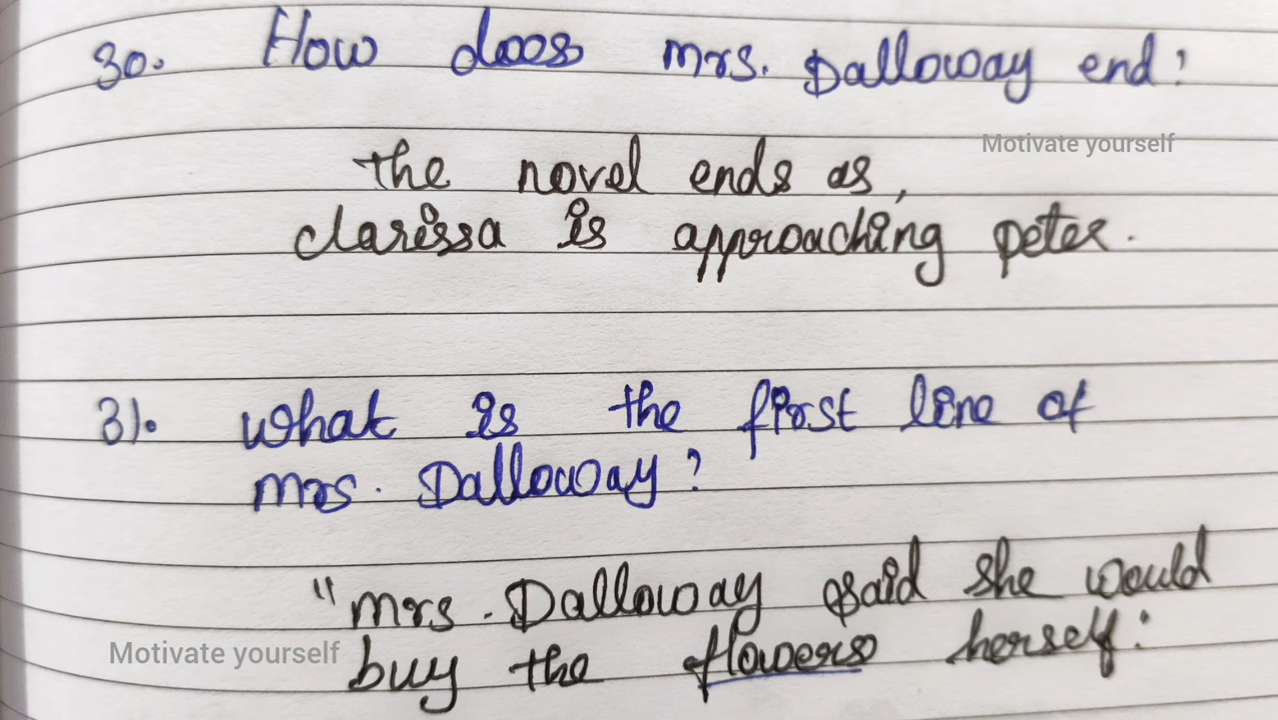 30. How does Mrs. Dalloway end?
Motivate yourself
the novel ends as,
clarissa is approaching peter.
31. what is the first line of
Mrs. Dalloway?
"Mrs. Dalloway said she would
Motivate yourself
buy the flowers herself."